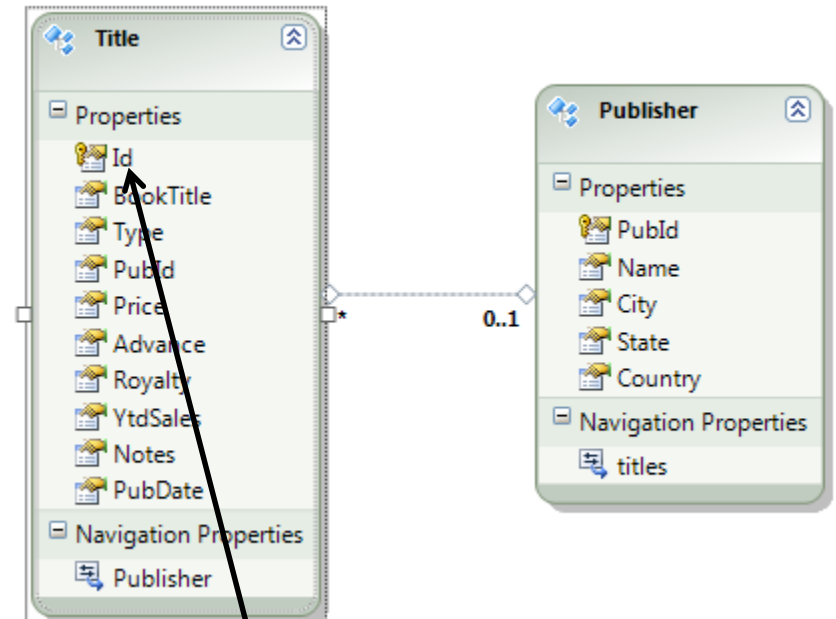 Title
Properties
Id
BookTitle
Type
PubId
Price
Advance
Royalty
YtdSales
Notes
PubDate
Navigation Properties
Publisher
*
0..1
Publisher
Properties
PubId
Name
City
State
Country
Navigation Properties
titles